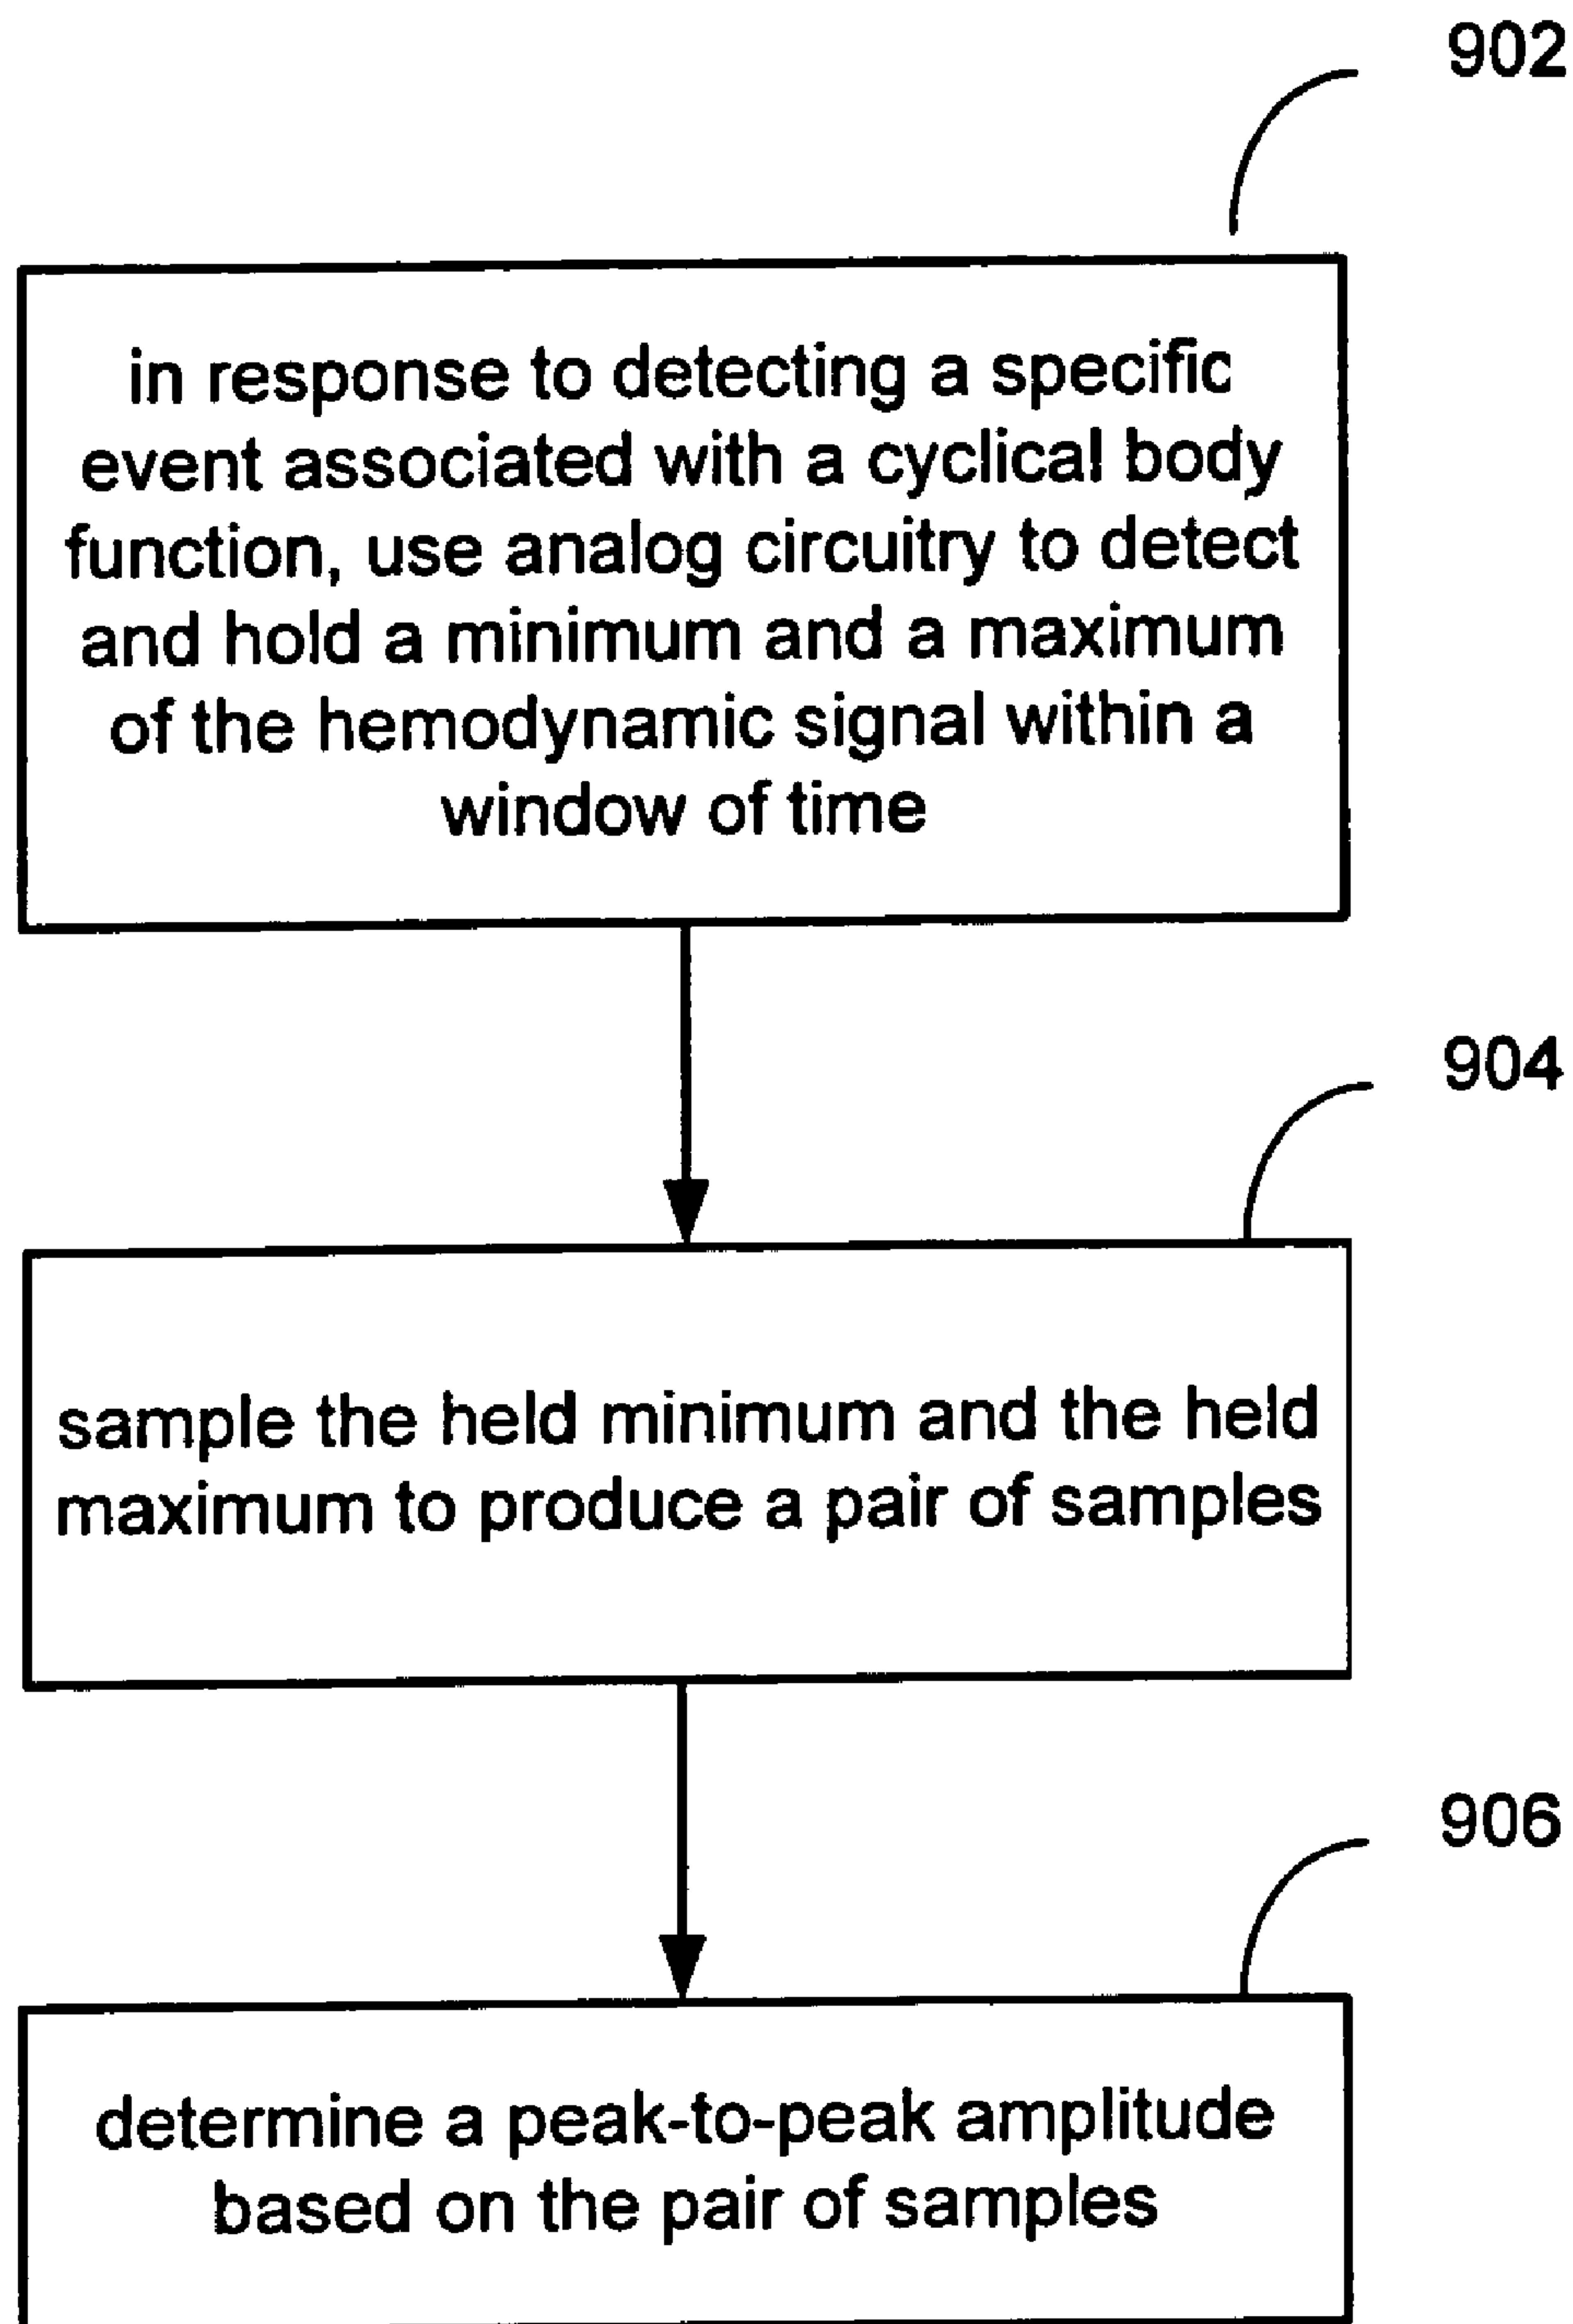 902
in response to detecting a specific
event associated with a cyclical body
function, use analog circuitry to detect
and hold a minimum and a maximum
of the hemodynamic signal within a
window of time
904
sample the held minimum and the held
maximum to produce a pair of samples
906
determine a peak-to-peak amplitude
based on the pair of samples